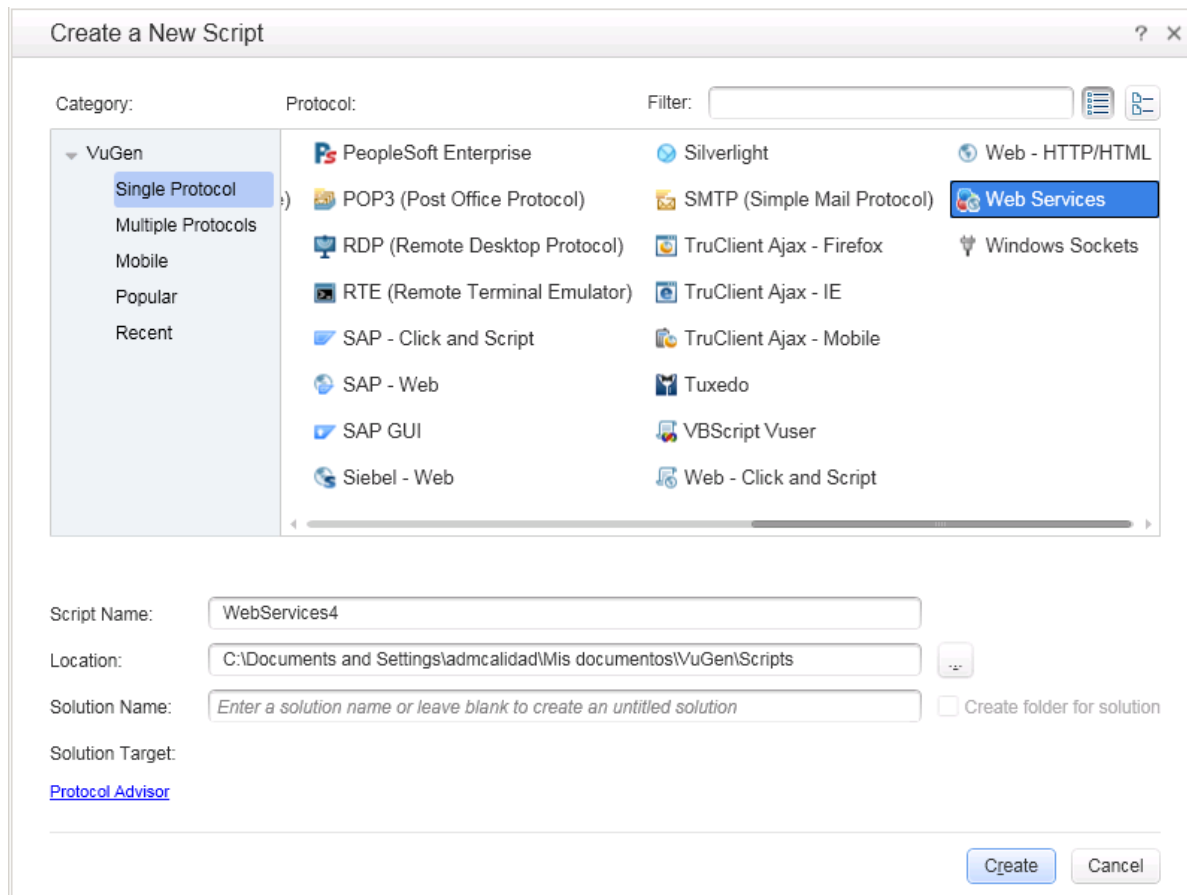 Create a New Script
?
Category:
Protocol:
Filter:
VuGen
Single Protocol
Multiple Protocols
Mobile
Popular
Recent
)
PeopleSoft Enterprise
POP3 (Post Office Protocol)
RDP (Remote Desktop Protocol)
RTE (Remote Terminal Emulator)
SAP - Click and Script
SAP - Web
SAP GUI
Siebel - Web
Silverlight
SMTP (Simple Mail Protocol)
TruClient Ajax - Firefox
TruClient Ajax - IE
TruClient Ajax - Mobile
Tuxedo
VBScript Vuser
Web - Click and Script
Web - HTTP/HTML
Web Services
Windows Sockets
Script Name: WebServices4
Location: C:\Documents and Settings\admcalidad\Mis documentos\VuGen\Scripts ...
Solution Name: Enter a solution name or leave blank to create an untitled solution Create folder for solution
Solution Target:
Protocol Advisor
Create Cancel